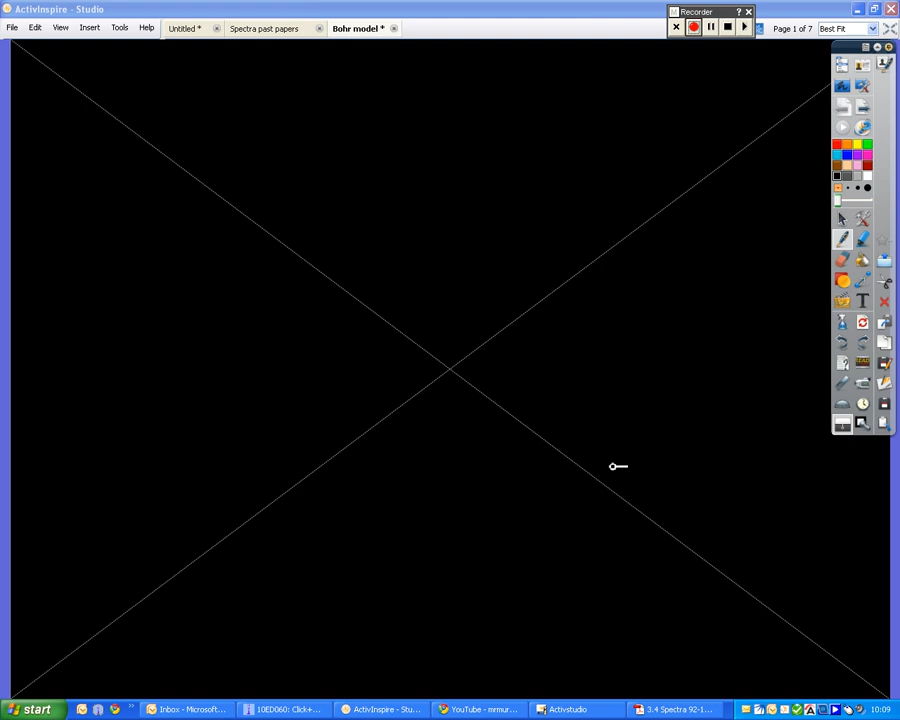 ActivInspire - Studio
Recorder
File Edit View Insert Tools Help
Untitled * Spectra past papers Bohr model *
Page 1 of 7 Best Fit
start Inbox - Microsoft... 10ED060: Click+... ActivInspire - Stu... YouTube - mrmur... Activstudio 3.4 Spectra 92-1... 10:09